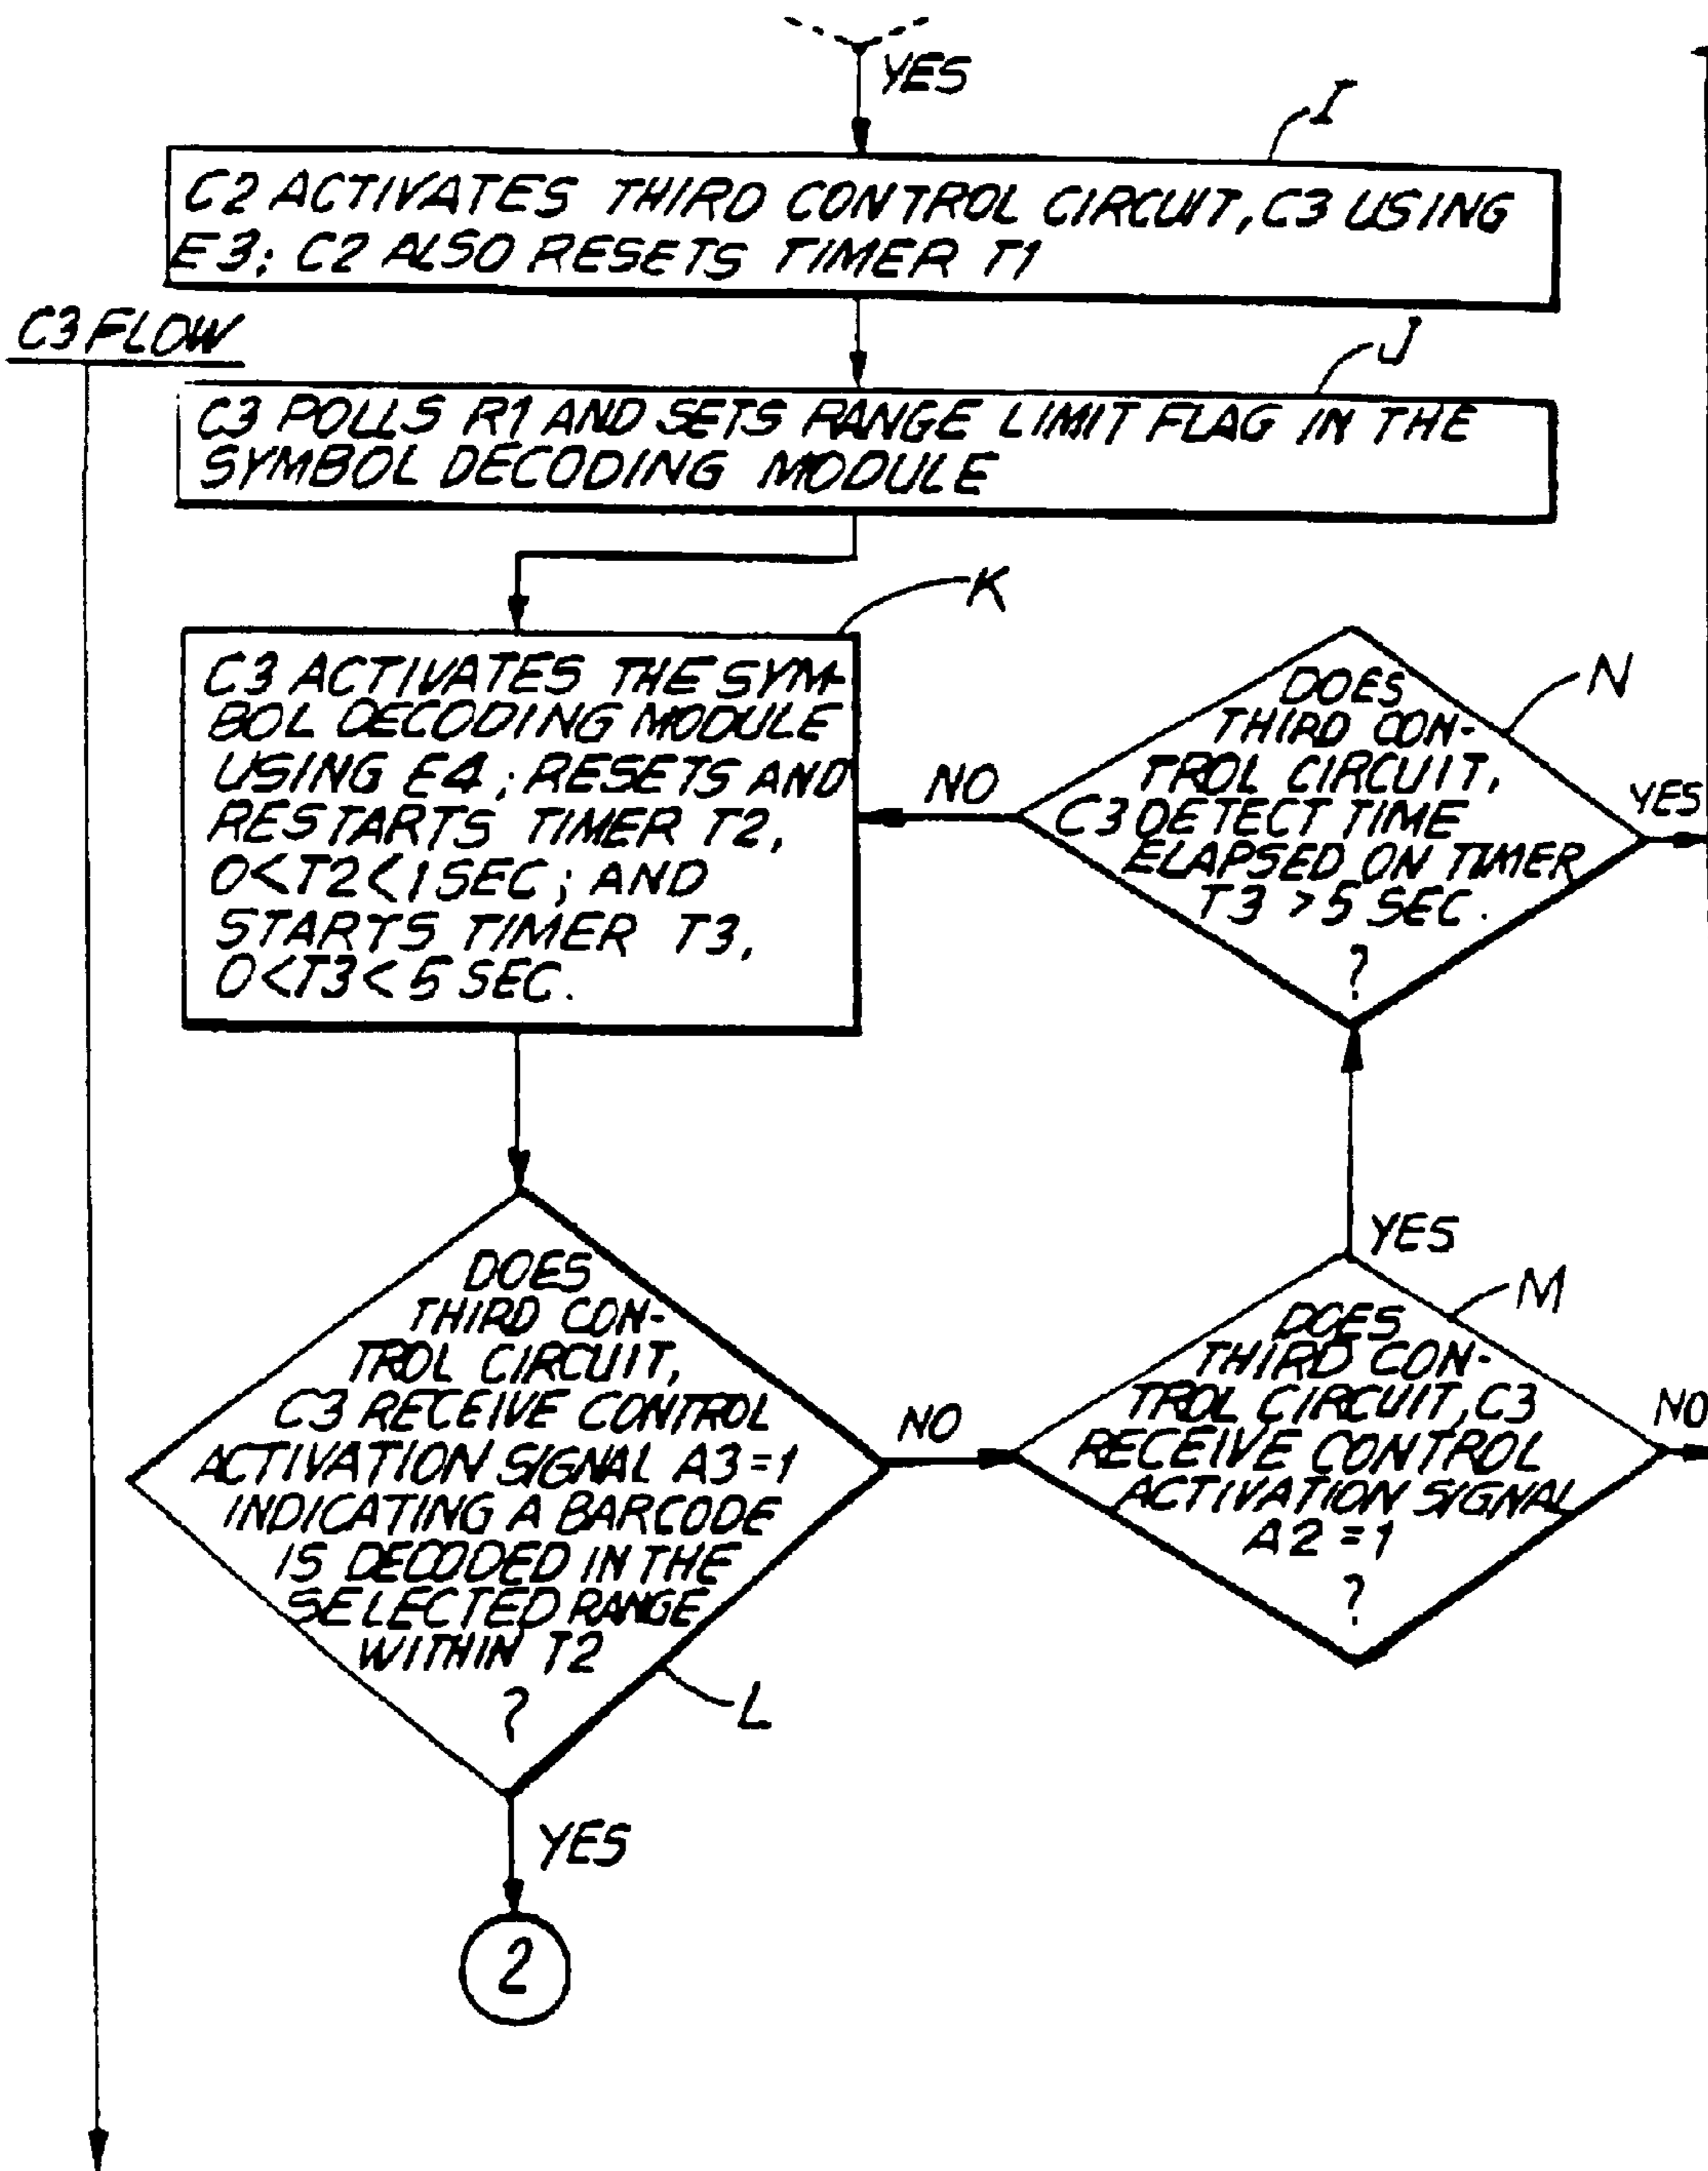 YES
I
C2 ACTIVATES THIRD CONTROL CIRCUIT, C3 USING
E3; C2 ALSO RESETS TIMER T1
C3 FLOW
J
C3 POLLS R1 AND SETS RANGE LIMIT FLAG IN THE
SYMBOL DECODING MODULE
K
C3 ACTIVATES THE SYM-
BOL DECODING MODULE
USING E4; RESETS AND
RESTARTS TIMER T2,
0<T2<1 SEC; AND
STARTS TIMER T3,
0<T3<5 SEC.
NO
DOES
THIRD CON-
TROL CIRCUIT,
C3 DETECT TIME
ELAPSED ON TIMER
T3 >5 SEC.
?
N
YES
DOES
THIRD CON-
TROL CIRCUIT,
C3 RECEIVE CONTROL
ACTIVATION SIGNAL A3=1
INDICATING A BARCODE
IS DECODED IN THE
SELECTED RANGE
WITHIN T2
?
L
NO
YES
M
DOES
THIRD CON-
TROL CIRCUIT, C3
RECEIVE CONTROL
ACTIVATION SIGNAL
A2=1
?
NO
YES
2